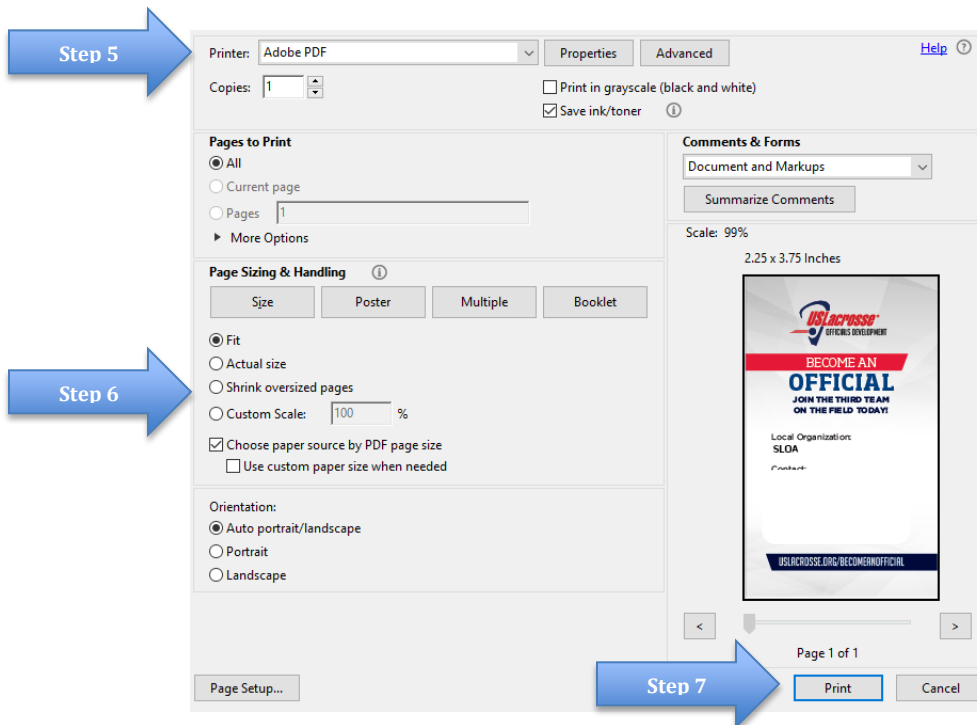 Step 5
Printer: Adobe PDF Properties Advanced Help ?
Copies: 1 Print in grayscale (black and white)
Save ink/toner i
Pages to Print
All
Current page
Pages 1
More Options
Comments & Forms
Document and Markups
Summarize Comments
Scale: 99%
2.25 x 3.75 Inches
Page Sizing & Handling i
Size Poster Multiple Booklet
Step 6
Fit
Actual size
Shrink oversized pages
Custom Scale: 100 %
Choose paper source by PDF page size
Use custom paper size when needed
Orientation:
Auto portrait/landscape
Portrait
Landscape
USLacrosse
OFFICIALS DEVELOPMENT
BECOME AN
OFFICIAL
JOIN THE THIRD TEAM
ON THE FIELD TODAY!
Local Organization:
SLOA
Contact:
USLACROSSE.ORG/BECOMEANOFFICIAL
< >
Page 1 of 1
Page Setup...
Step 7
Print Cancel